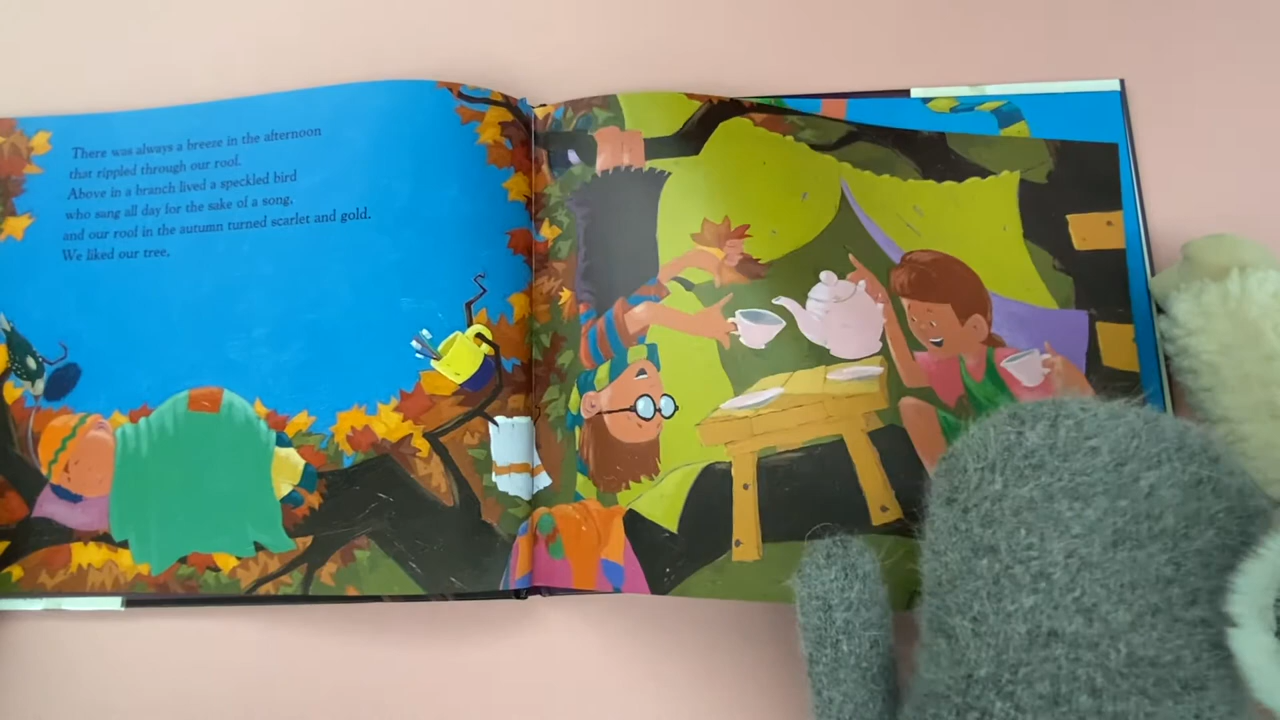 There was always a breeze in the afternoon
that rippled through our roof.
Above in a branch lived a speckled bird
who sang all day for the sake of a song,
and our roof in the autumn turned scarlet and gold.
We liked our tree.